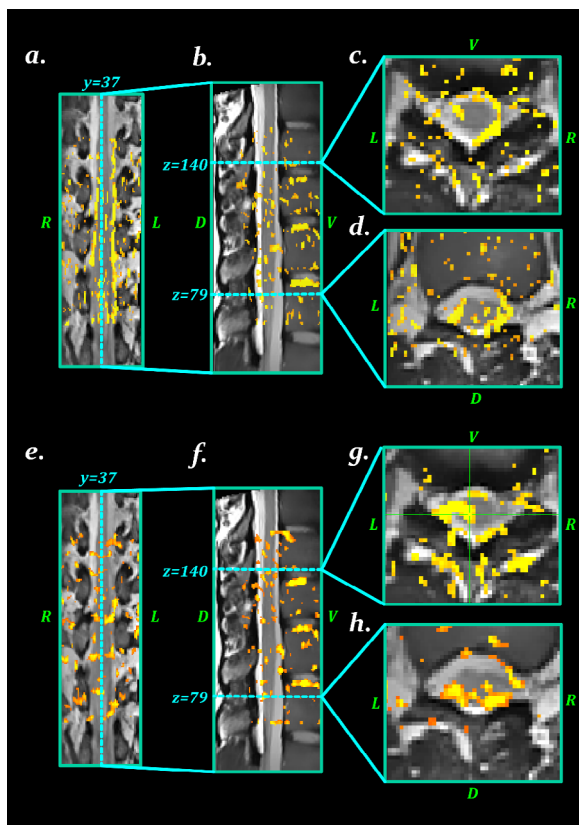 a.
b.
c.
y=37
V
L
R
z=140
R
L
D
V
d.
z=79
L
R
D
e.
f.
g.
y=37
V
L
R
z=140
R
L
D
V
h.
z=79
L
R
D